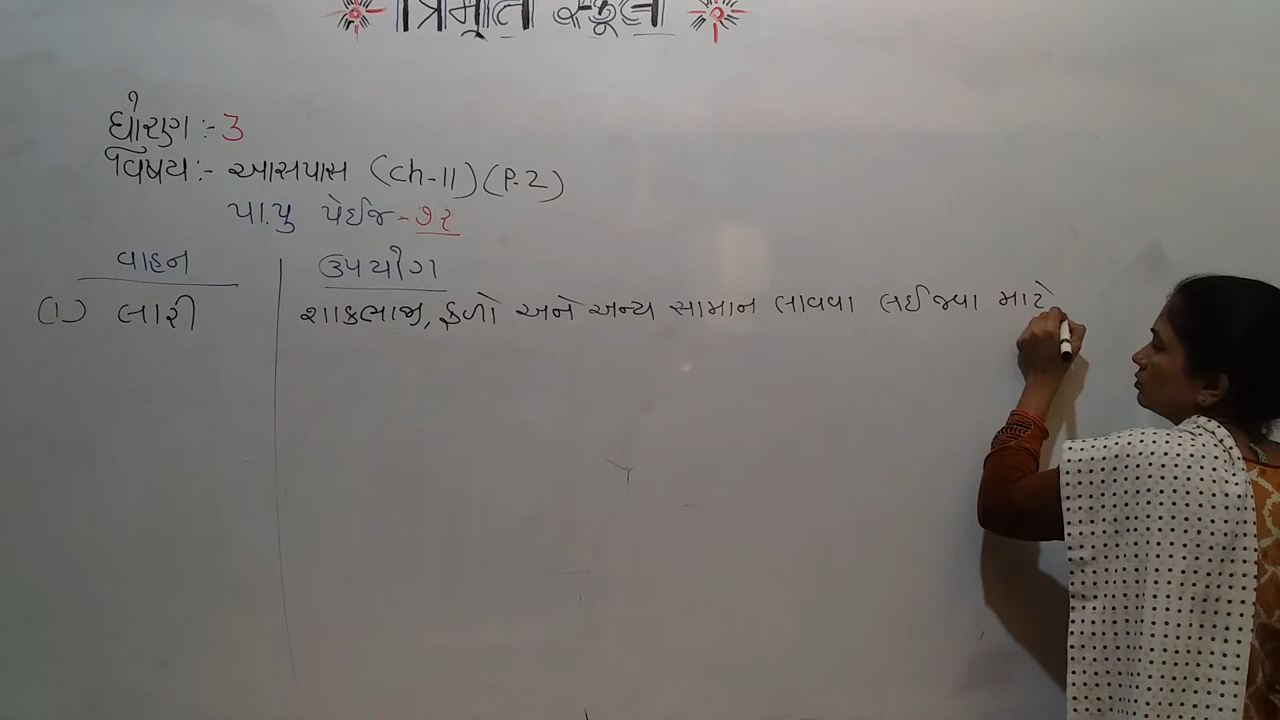 ત્રિમૂર્તિ સ્કૂલ
ધોરણ :- 3
વિષય :- આસપાસ (ch-11) (P.2)
પા.પુ પેઈજ - ૭૨
વાહન ઉપયોગ
(1) લારી શાકભાજી, ફળો અને અન્ય સામાન લાવવા લઈજવા માટે